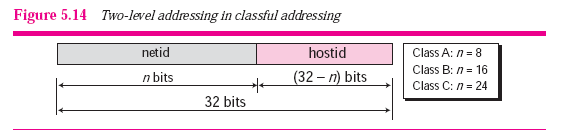 Figure 5.14 Two-level addressing in classful addressing
netid hostid
n bits (32 – n) bits
32 bits
Class A: n = 8
Class B: n = 16
Class C: n = 24